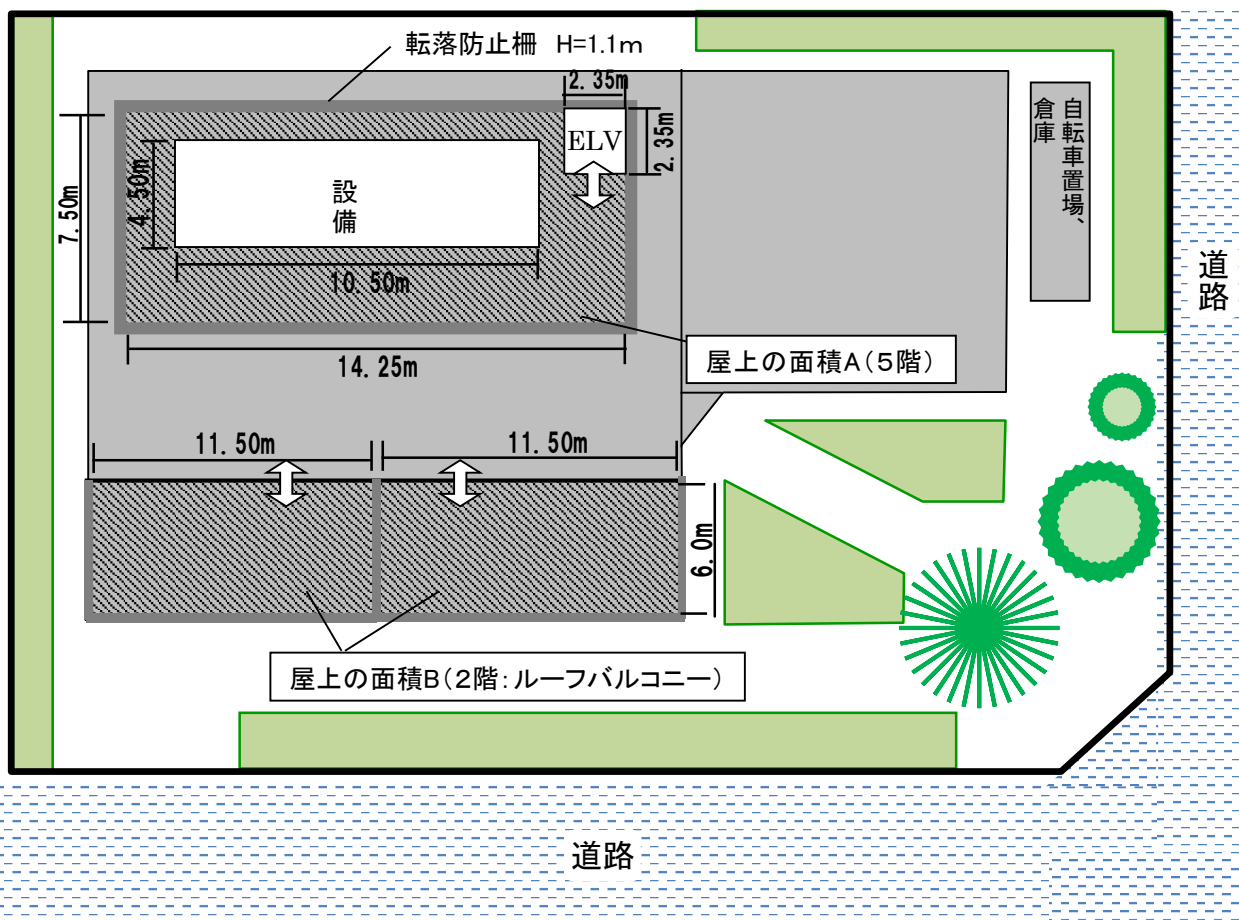 転落防止柵 H=1.1m
2.35m
ELV
2.35m
7.50m
4.50m
設備
10.50m
14.25m
屋上の面積A(5階)
自転車置場、
倉庫
道路
11.50m
11.50m
6.0m
屋上の面積B(2階:ルーフバルコニー)
道路